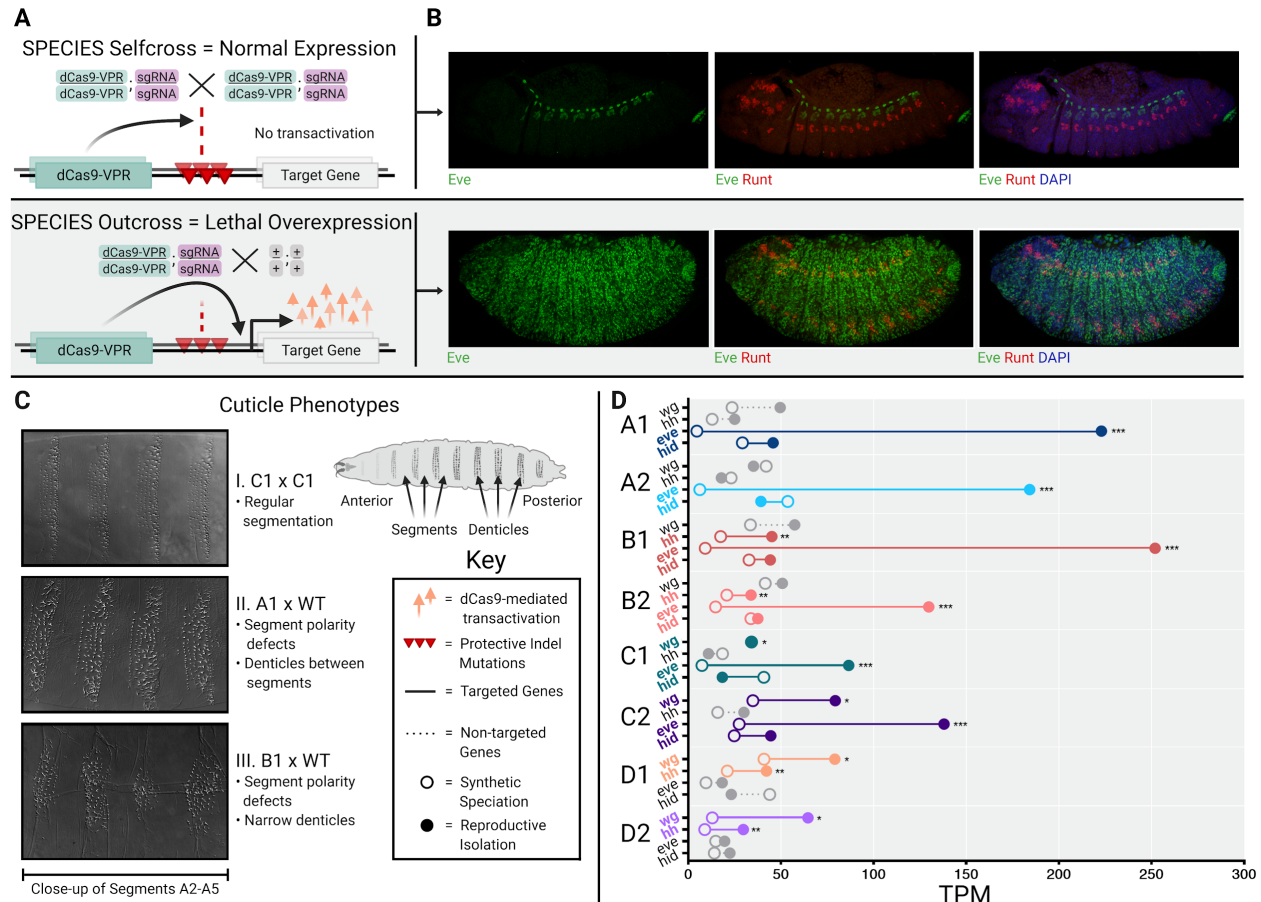 A
SPECIES Selfcross = Normal Expression
dCas9-VPR ; sgRNA dCas9-VPR ; sgRNA
dCas9-VPR sgRNA dCas9-VPR sgRNA
No transactivation
dCas9-VPR Target Gene
SPECIES Outcross = Lethal Overexpression
dCas9-VPR ; sgRNA + ; +
dCas9-VPR sgRNA + +
dCas9-VPR Target Gene
B
Eve
Eve Runt
Eve Runt DAPI
Eve
Eve Runt
Eve Runt DAPI
C
Cuticle Phenotypes
I. C1 x C1
• Regular
segmentation
II. A1 x WT
• Segment polarity
defects
• Denticles between
segments
III. B1 x WT
• Segment polarity
defects
• Narrow denticles
Close-up of Segments A2-A5
Anterior
Posterior
Segments
Denticles
Key
= dCas9-mediated
transactivation
= Protective Indel
Mutations
= Targeted Genes
= Non-targeted
Genes
= Synthetic
Speciation
= Reproductive
Isolation
D
A1
wg
hh
eve ***
hid
A2
wg
hh
eve ***
hid
B1
wg
hh **
eve ***
hid
B2
wg
hh **
eve ***
hid
C1
wg *
hh
eve ***
hid
C2
wg *
hh
eve ***
hid
D1
wg *
hh **
eve
hid
D2
wg *
hh **
eve
hid
0 50 100 150 200 250 300
TPM